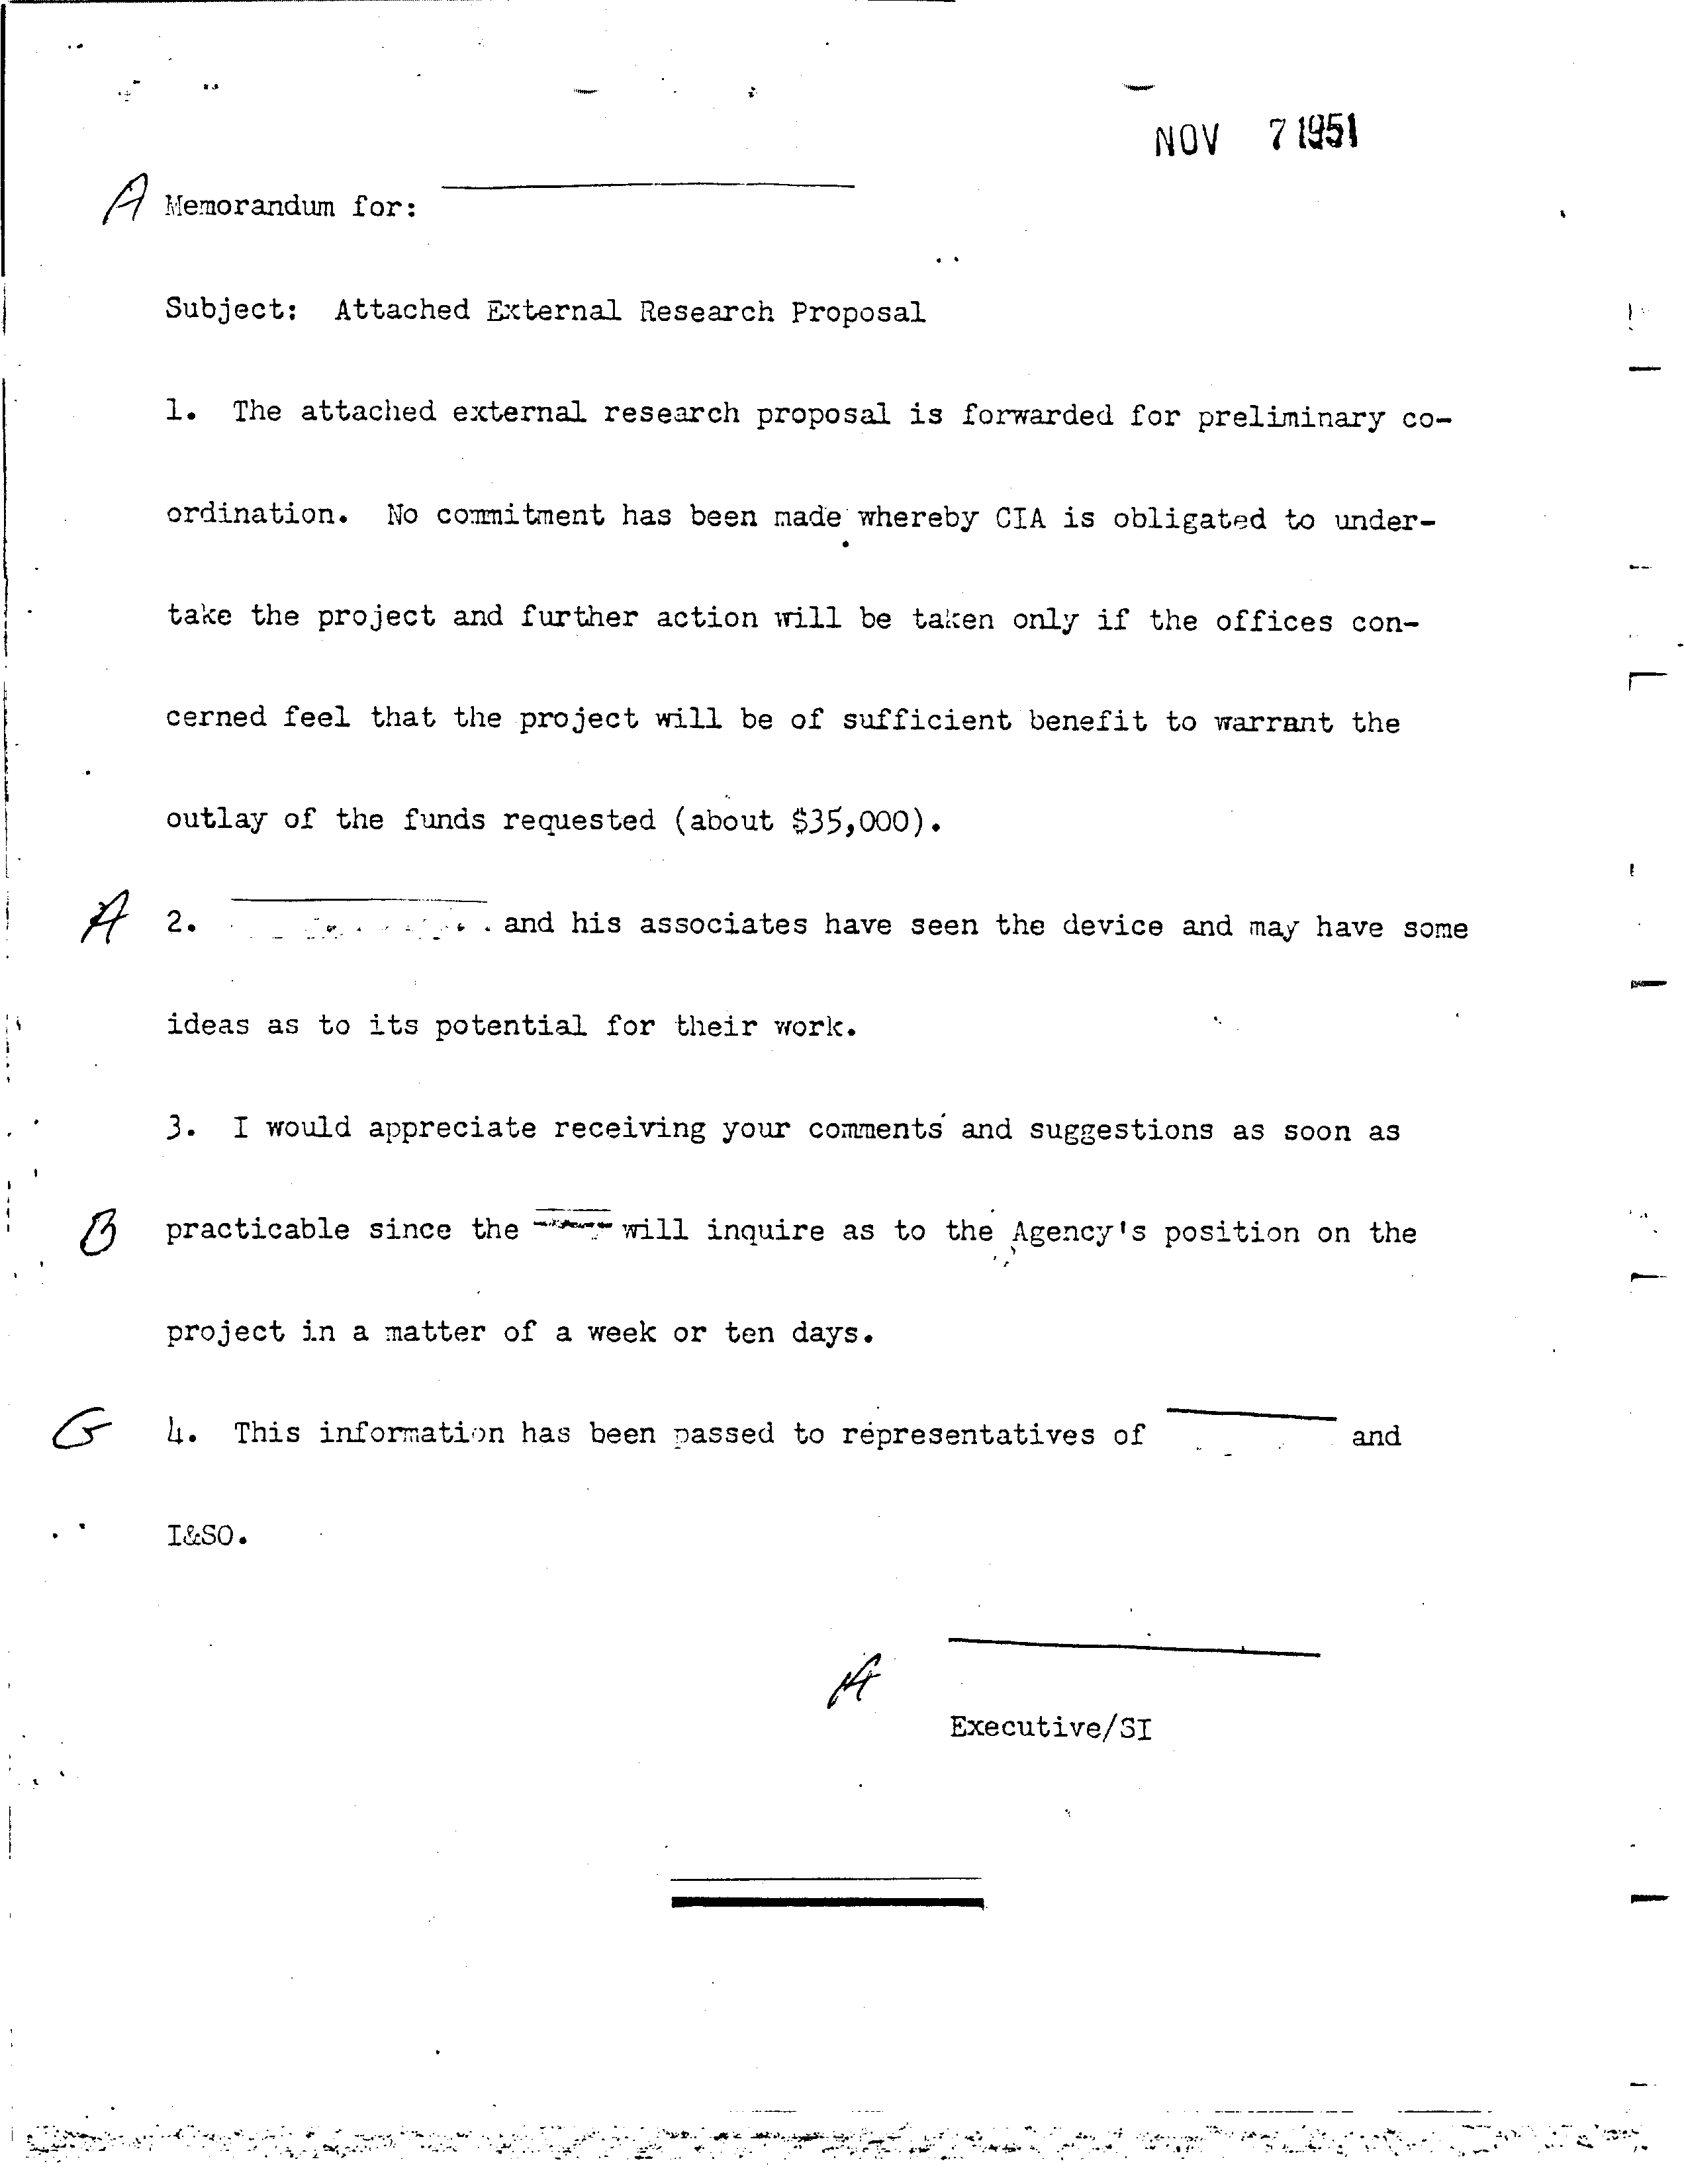 NOV 7 1951
A Memorandum for:
Subject: Attached External Research Proposal
1. The attached external research proposal is forwarded for preliminary co-
ordination. No commitment has been made whereby CIA is obligated to under-
take the project and further action will be taken only if the offices con-
cerned feel that the project will be of sufficient benefit to warrant the
outlay of the funds requested (about $35,000).
A 2. and his associates have seen the device and may have some
ideas as to its potential for their work.
3. I would appreciate receiving your comments and suggestions as soon as
B practicable since the will inquire as to the Agency's position on the
project in a matter of a week or ten days.
G 4. This information has been passed to representatives of and
I&SO.
A
Executive/SI